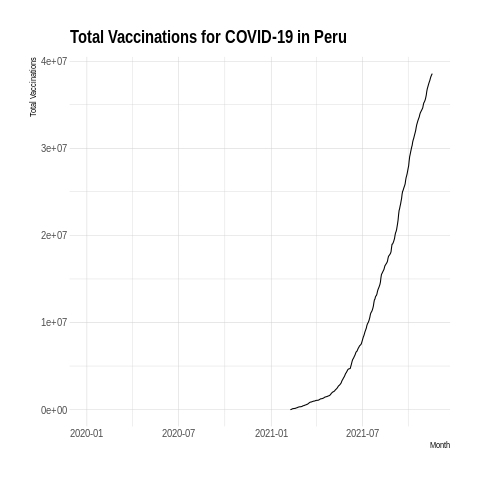 Total Vaccinations for COVID-19 in Peru
Total Vaccinations
4e+07
3e+07
2e+07
1e+07
0e+00
2020-01
2020-07
2021-01
2021-07
Month